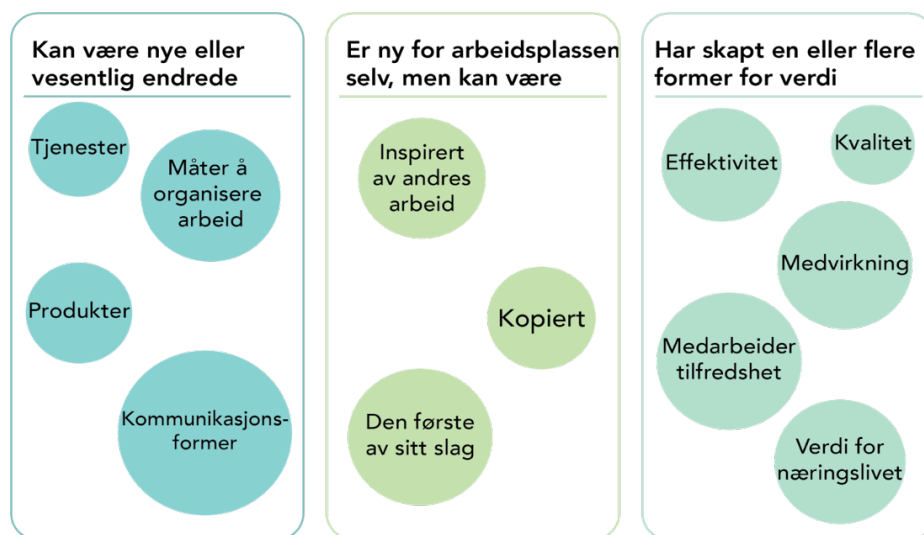 Kan være nye eller
vesentlig endrede
Tjenester
Måter å
organisere
arbeid
Produkter
Kommunikasjons-
former
Er ny for arbeidsplassen
selv, men kan være
Inspirert
av andres
arbeid
Kopiert
Den første
av sitt slag
Har skapt en eller flere
former for verdi
Effektivitet
Kvalitet
Medvirkning
Medarbeider
tilfredshet
Verdi for
næringslivet